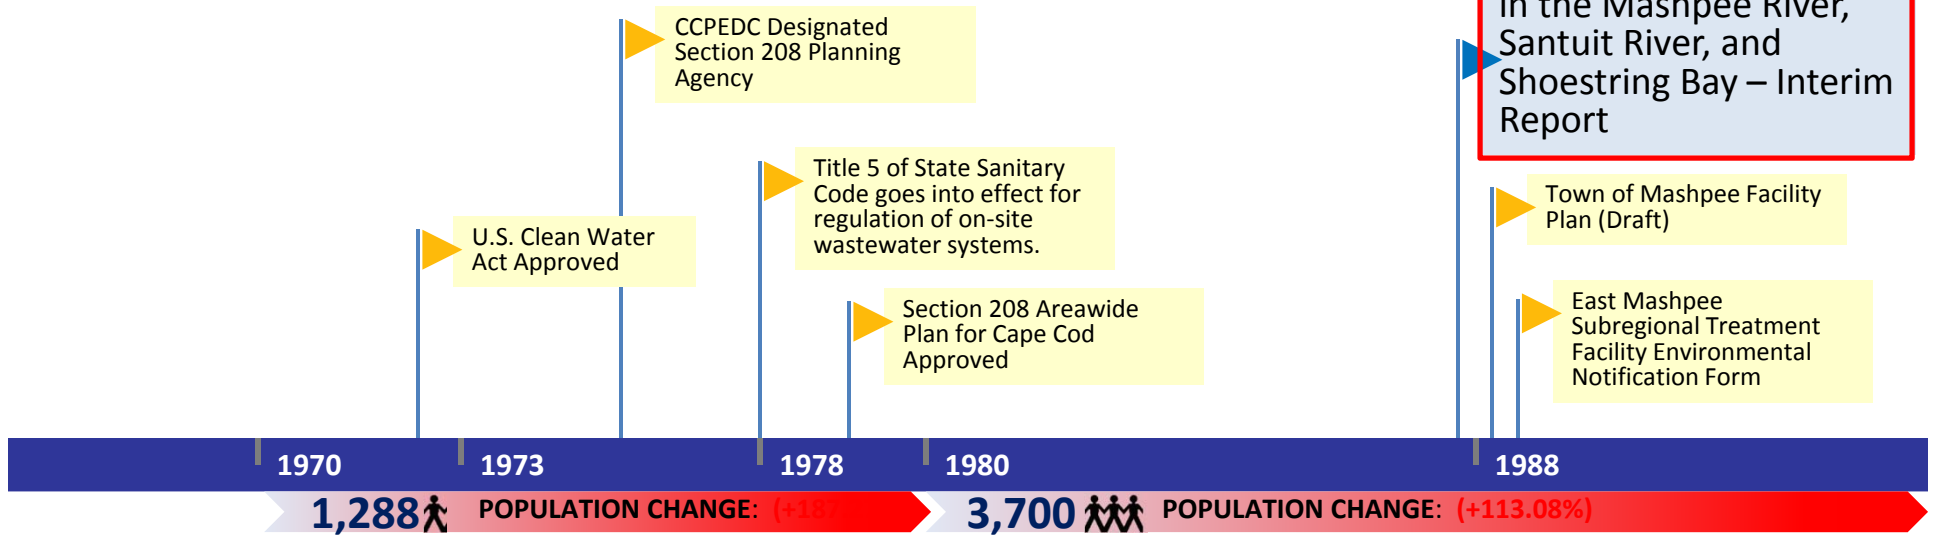 in the Mashpee River,
Santuit River, and
Shoestring Bay – Interim
Report
CCPEDC Designated
Section 208 Planning
Agency
Title 5 of State Sanitary
Code goes into effect for
regulation of on-site
wastewater systems.
U.S. Clean Water
Act Approved
Section 208 Areawide
Plan for Cape Cod
Approved
Town of Mashpee Facility
Plan (Draft)
East Mashpee
Subregional Treatment
Facility Environmental
Notification Form
1970 1973 1978 1980 1988
1,288 POPULATION CHANGE: (+187 3,700 POPULATION CHANGE: (+113.08%)